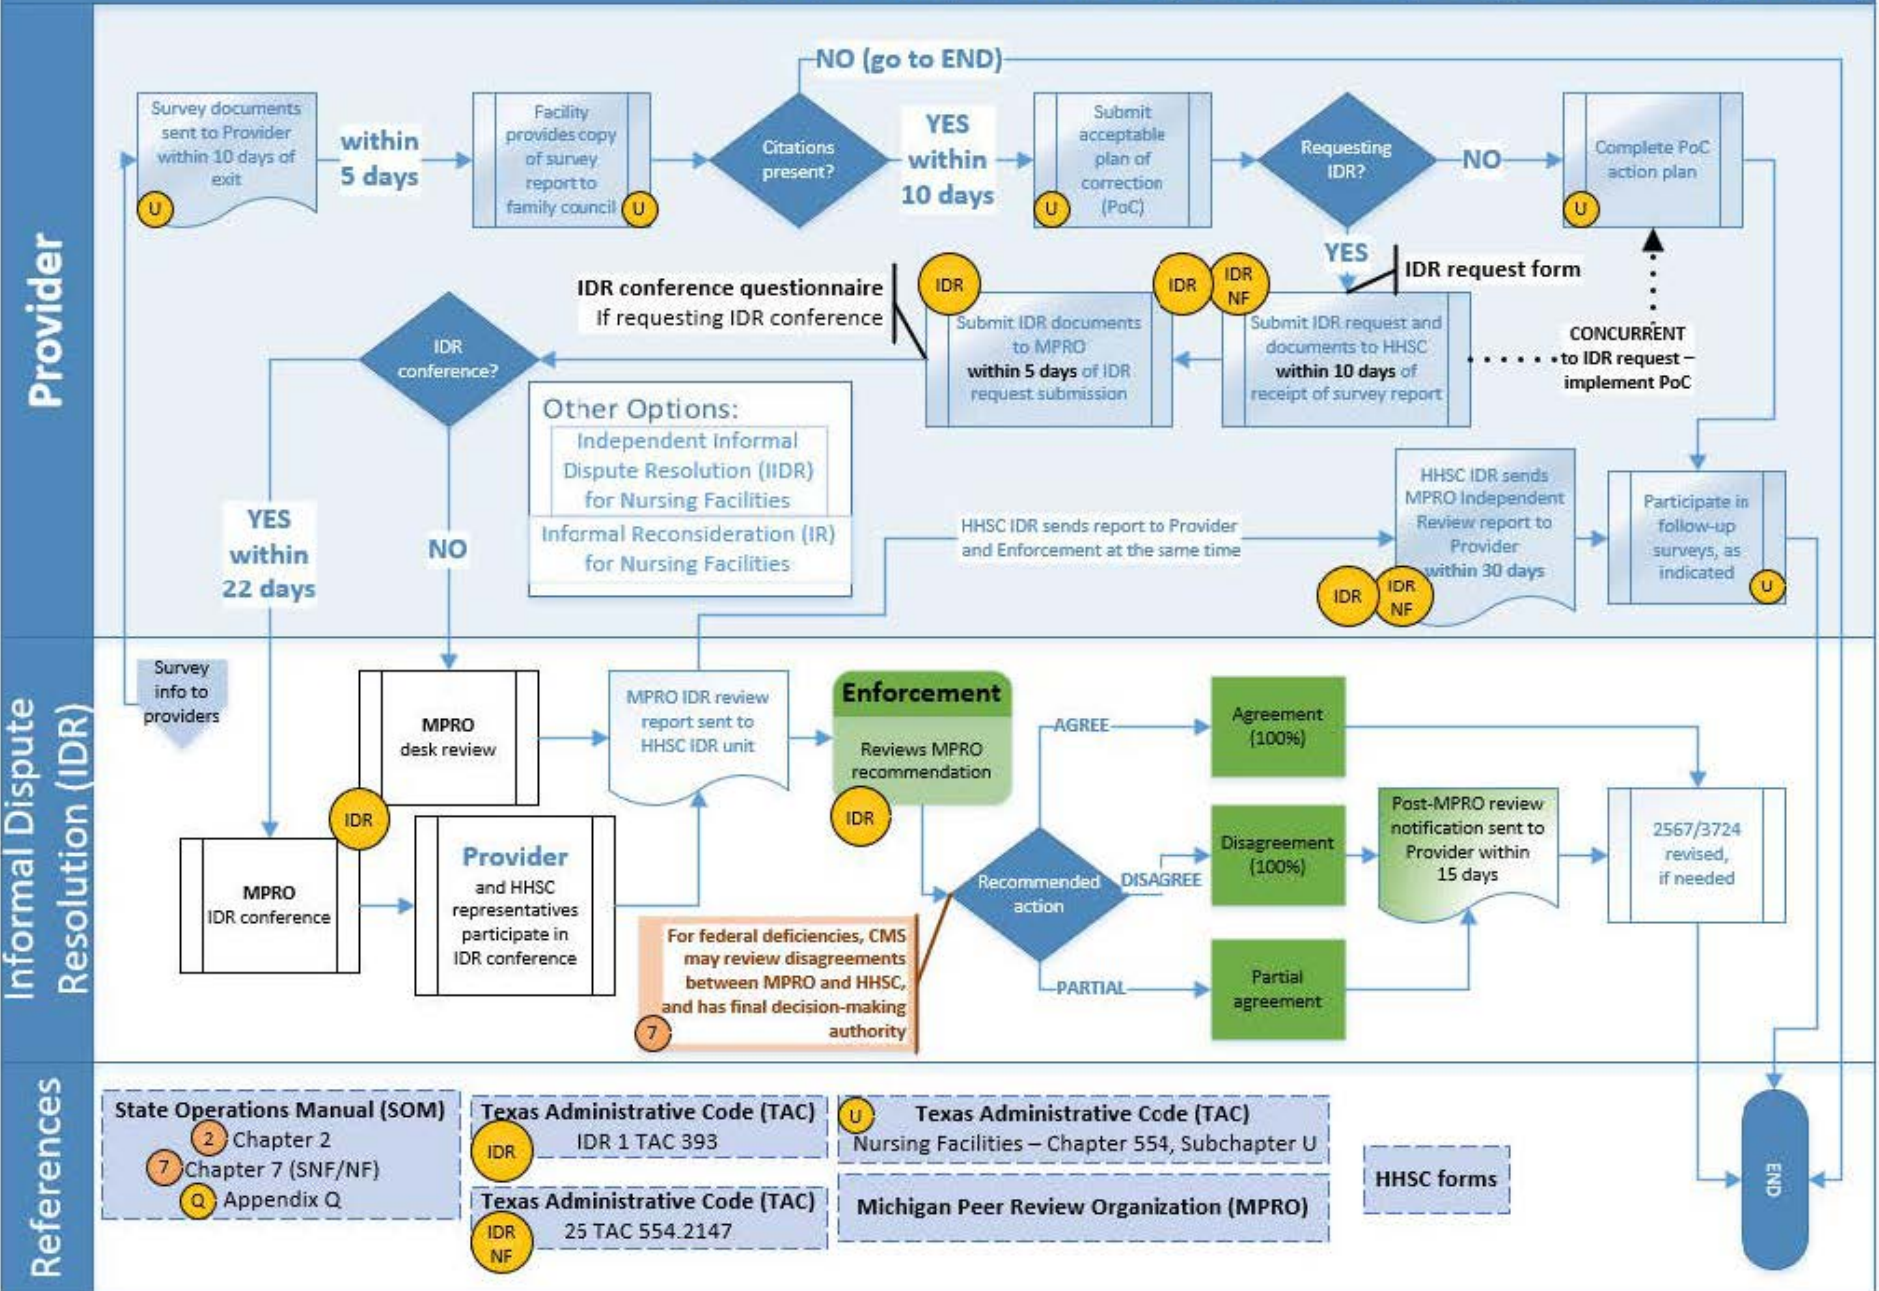 Provider
NO (go to END)
Survey documents
sent to Provider
within 10 days of
exit
U
within
5 days
Facility
provides copy
of survey
report to
family council
U
Citations
present?
YES
within
10 days
Submit
acceptable
plan of
correction
(PoC)
U
Requesting
IDR?
NO
Complete PoC
action plan
U
YES
IDR request form
IDR conference questionnaire
If requesting IDR conference
IDR
IDR
IDR
NF
IDR
conference?
Submit IDR documents
to MPRO
within 5 days of IDR
request submission
Submit IDR request and
documents to HHSC
within 10 days of
receipt of survey report
CONCURRENT
to IDR request –
implement PoC
Other Options:
Independent Informal
Dispute Resolution (IIDR)
for Nursing Facilities
Informal Reconsideration (IR)
for Nursing Facilities
YES
within
22 days
NO
HHSC IDR sends report to Provider
and Enforcement at the same time
HHSC IDR sends
MPRO Independent
Review report to
Provider
within 30 days
IDR
IDR
NF
Participate in
follow-up
surveys, as
indicated
U
Informal Dispute
Resolution (IDR)
Survey
info to
providers
MPRO
desk review
IDR
MPRO
IDR conference
Provider
and HHSC
representatives
participate in
IDR conference
MPRO IDR review
report sent to
HHSC IDR unit
Enforcement
Reviews MPRO
recommendation
IDR
Recommended
action
AGREE
DISAGREE
PARTIAL
Agreement
(100%)
Disagreement
(100%)
Partial
agreement
Post-MPRO review
notification sent to
Provider within
15 days
2567/3724
revised,
if needed
For federal deficiencies, CMS
may review disagreements
between MPRO and HHSC,
and has final decision-making
authority
7
References
State Operations Manual (SOM)
2 Chapter 2
7 Chapter 7 (SNF/NF)
Q Appendix Q
Texas Administrative Code (TAC)
IDR 1 TAC 393
IDR
Texas Administrative Code (TAC)
25 TAC 554.2147
IDR
NF
U
Texas Administrative Code (TAC)
Nursing Facilities – Chapter 554, Subchapter U
Michigan Peer Review Organization (MPRO)
HHSC forms
END